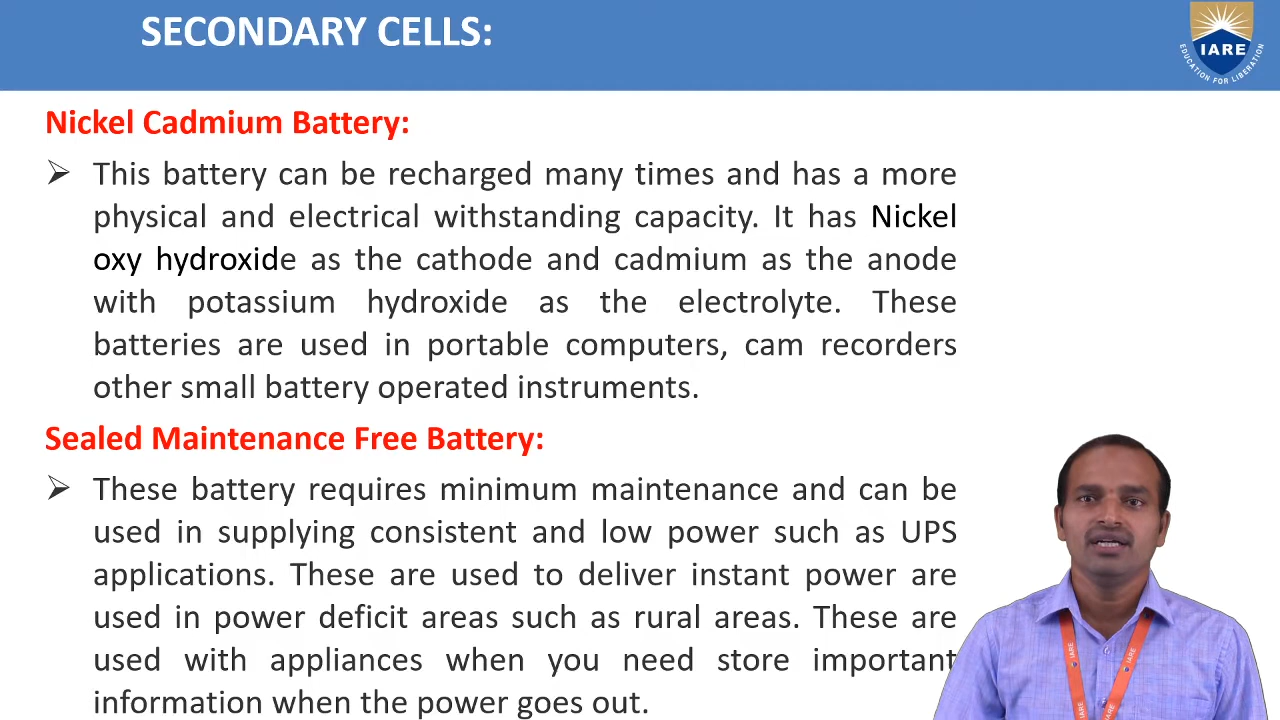 SECONDARY CELLS:
IARE
EDUCATION FOR LIBERATION
Nickel Cadmium Battery:
➢ This battery can be recharged many times and has a more
physical and electrical withstanding capacity. It has Nickel
oxy hydroxide as the cathode and cadmium as the anode
with potassium hydroxide as the electrolyte. These
batteries are used in portable computers, cam recorders
other small battery operated instruments.
Sealed Maintenance Free Battery:
➢ These battery requires minimum maintenance and can be
used in supplying consistent and low power such as UPS
applications. These are used to deliver instant power are
used in power deficit areas such as rural areas. These are
used with appliances when you need store important
information when the power goes out.
IARE
IARE